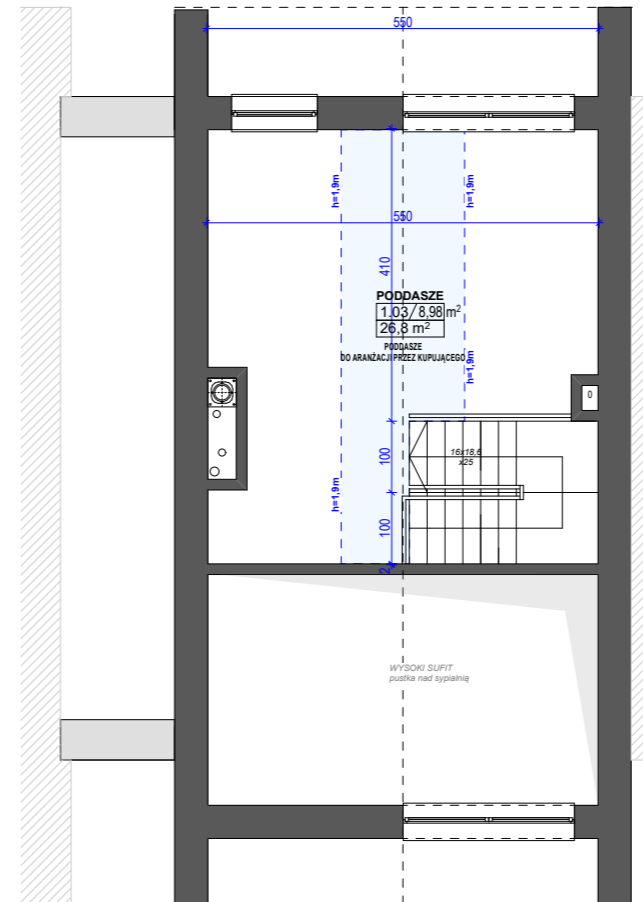 550
h=1,9m
h=1,9m
550
410
PODDASZE
1.03/8,98 m²
26,8 m²
PODDASZE
DO ARANŻACJI PRZEZ KUPUJĄCEGO
h=1,9m
0
100
16x18,6
x25
h=1,9m
100
2
WYSOKI SUFIT
pustka nad sypialnią